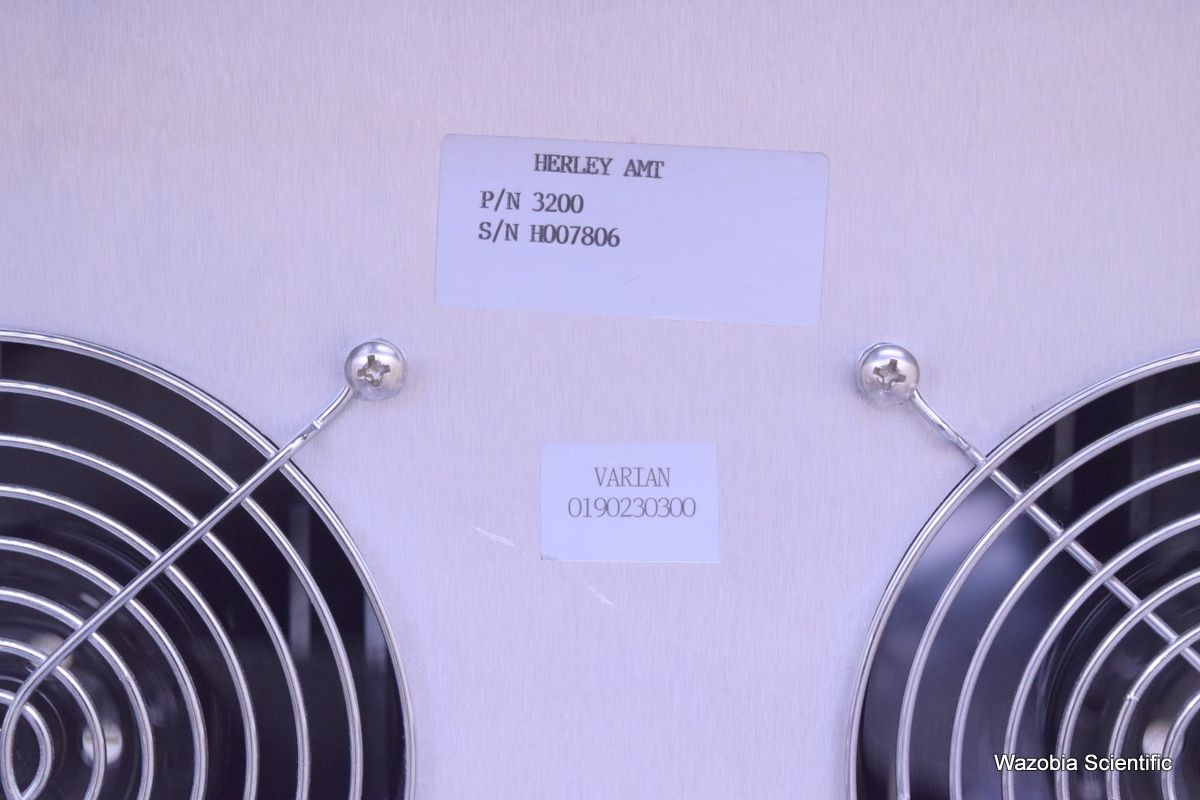 HERLEY AMT
P/N 3200
S/N H007806
VARIAN
0190230300
Wazobia Scientific